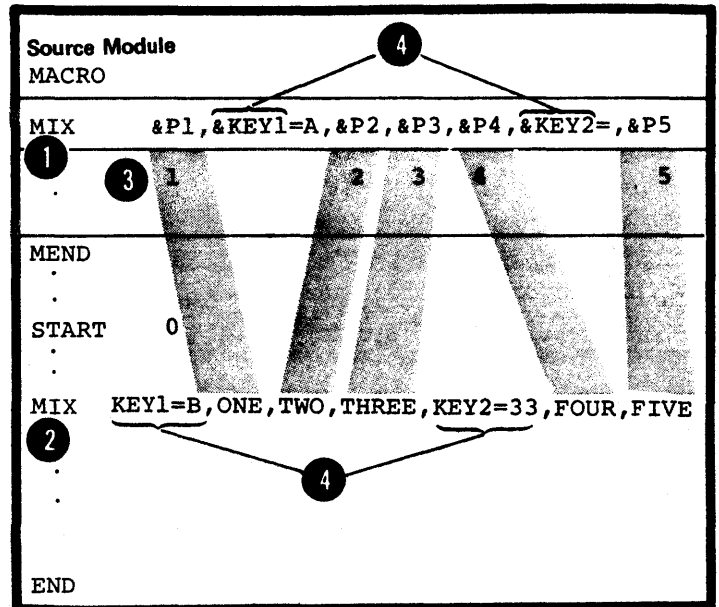 Source Module
4
MACRO
MIX &P1,&KEY1=A,&P2,&P3,&P4,&KEY2=,&P5
1
3 1 2 3 4 5
.
MEND
.
.
START 0
.
.
MIX KEY1=B,ONE,TWO,THREE,KEY2=33,FOUR,FIVE
2
4
.
.
END